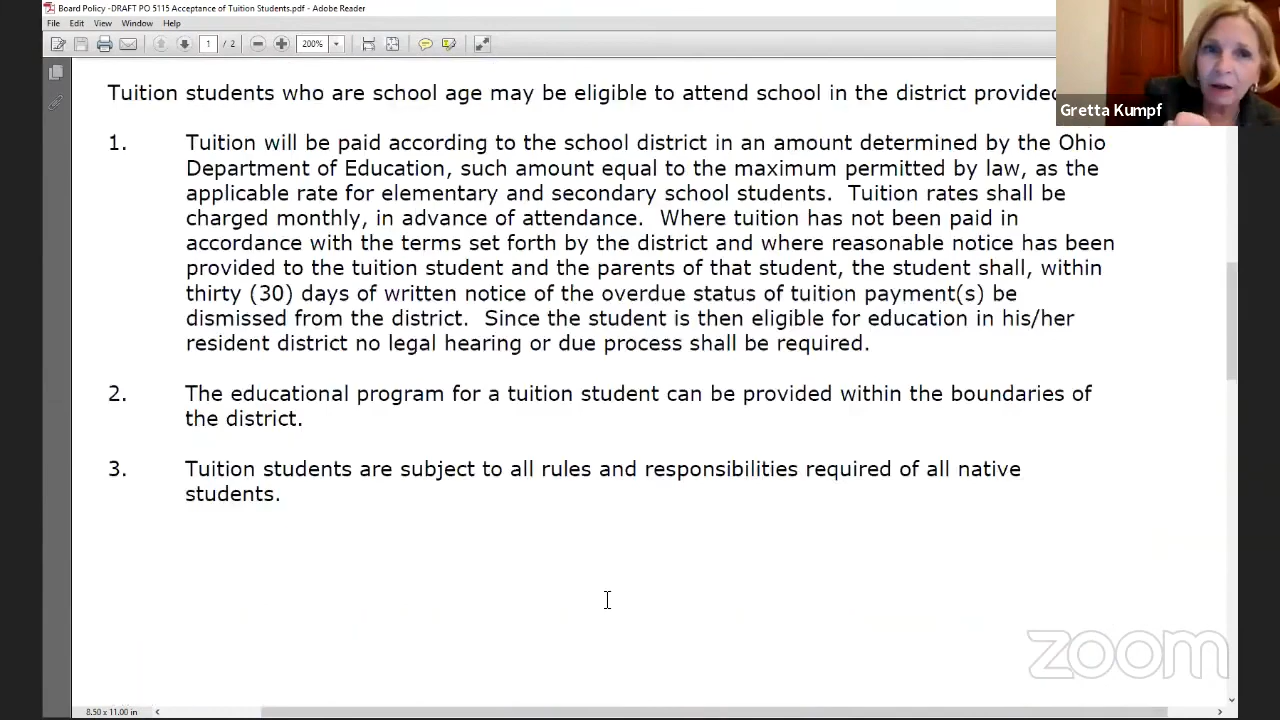 Board Policy -DRAFT PO 5115 Acceptance of Tuition Students.pdf - Adobe Reader
File Edit View Window Help
1 / 2 200%
Gretta Kumpf
Tuition students who are school age may be eligible to attend school in the district provided
1. Tuition will be paid according to the school district in an amount determined by the Ohio
Department of Education, such amount equal to the maximum permitted by law, as the
applicable rate for elementary and secondary school students. Tuition rates shall be
charged monthly, in advance of attendance. Where tuition has not been paid in
accordance with the terms set forth by the district and where reasonable notice has been
provided to the tuition student and the parents of that student, the student shall, within
thirty (30) days of written notice of the overdue status of tuition payment(s) be
dismissed from the district. Since the student is then eligible for education in his/her
resident district no legal hearing or due process shall be required.
2. The educational program for a tuition student can be provided within the boundaries of
the district.
3. Tuition students are subject to all rules and responsibilities required of all native
students.
zoom
8.50 x 11.00 in